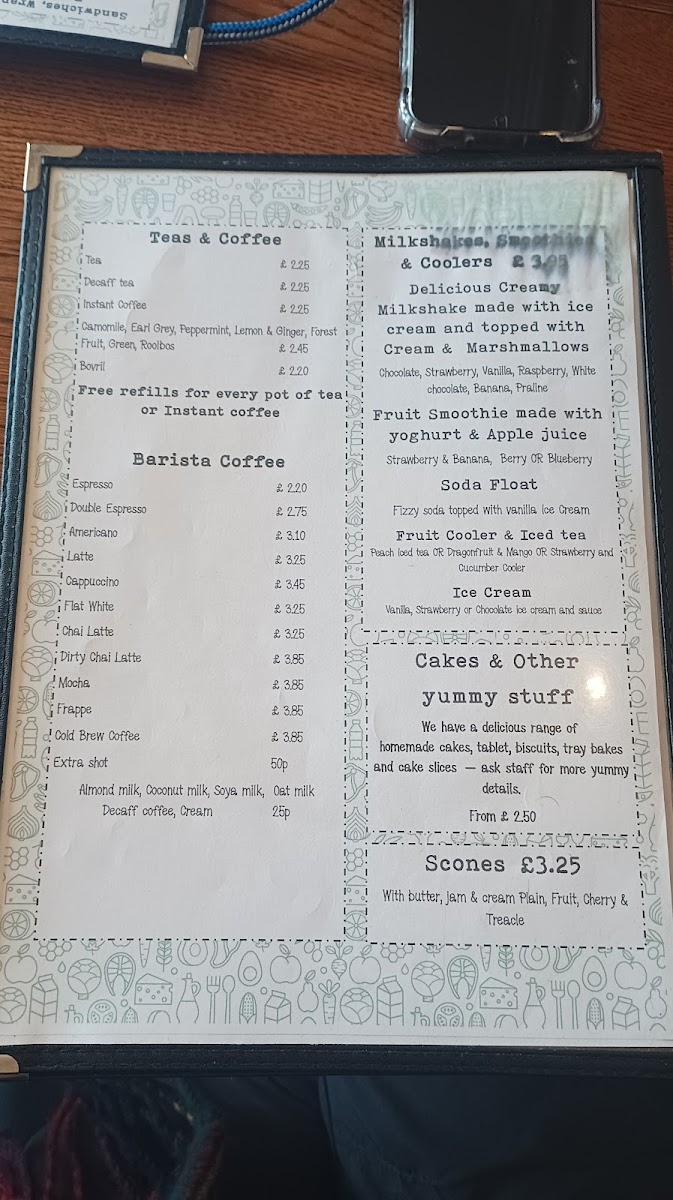 Sandwiches, Wra
Teas & Coffee
Tea £ 2.25
Decaff tea £ 2.25
Instant Coffee £ 2.25
Camomile, Earl Grey, Peppermint, Lemon & Ginger, Forest
Fruit, Green, Rooibos £ 2.45
Bovril £ 2.20
Free refills for every pot of tea
or Instant coffee
Barista Coffee
Espresso £ 2.20
Double Espresso £ 2.75
Americano £ 3.10
Latte £ 3.25
Cappuccino £ 3.45
Flat White £ 3.25
Chai Latte £ 3.25
Dirty Chai Latte £ 3.85
Mocha £ 3.85
Frappe £ 3.85
Cold Brew Coffee £ 3.85
Extra shot 50p
Almond milk, Coconut milk, Soya milk, Oat milk
Decaff coffee, Cream 25p
Milkshakes, Smoothies
& Coolers £ 3.95
Delicious Creamy
Milkshake made with ice
cream and topped with
Cream & Marshmallows
Chocolate, Strawberry, Vanilla, Raspberry, White
chocolate, Banana, Praline
Fruit Smoothie made with
yoghurt & Apple juice
Strawberry & Banana, Berry OR Blueberry
Soda Float
Fizzy soda topped with vanilla Ice Cream
Fruit Cooler & Iced tea
Peach Iced tea OR Dragonfruit & Mango OR Strawberry and
Cucumber Cooler
Ice Cream
Vanilla, Strawberry or Chocolate ice cream and sauce
Cakes & Other
yummy stuff
We have a delicious range of
homemade cakes, tablet, biscuits, tray bakes
and cake slices — ask staff for more yummy
details.
From £ 2.50
Scones £3.25
With butter, jam & cream Plain, Fruit, Cherry &
Treacle